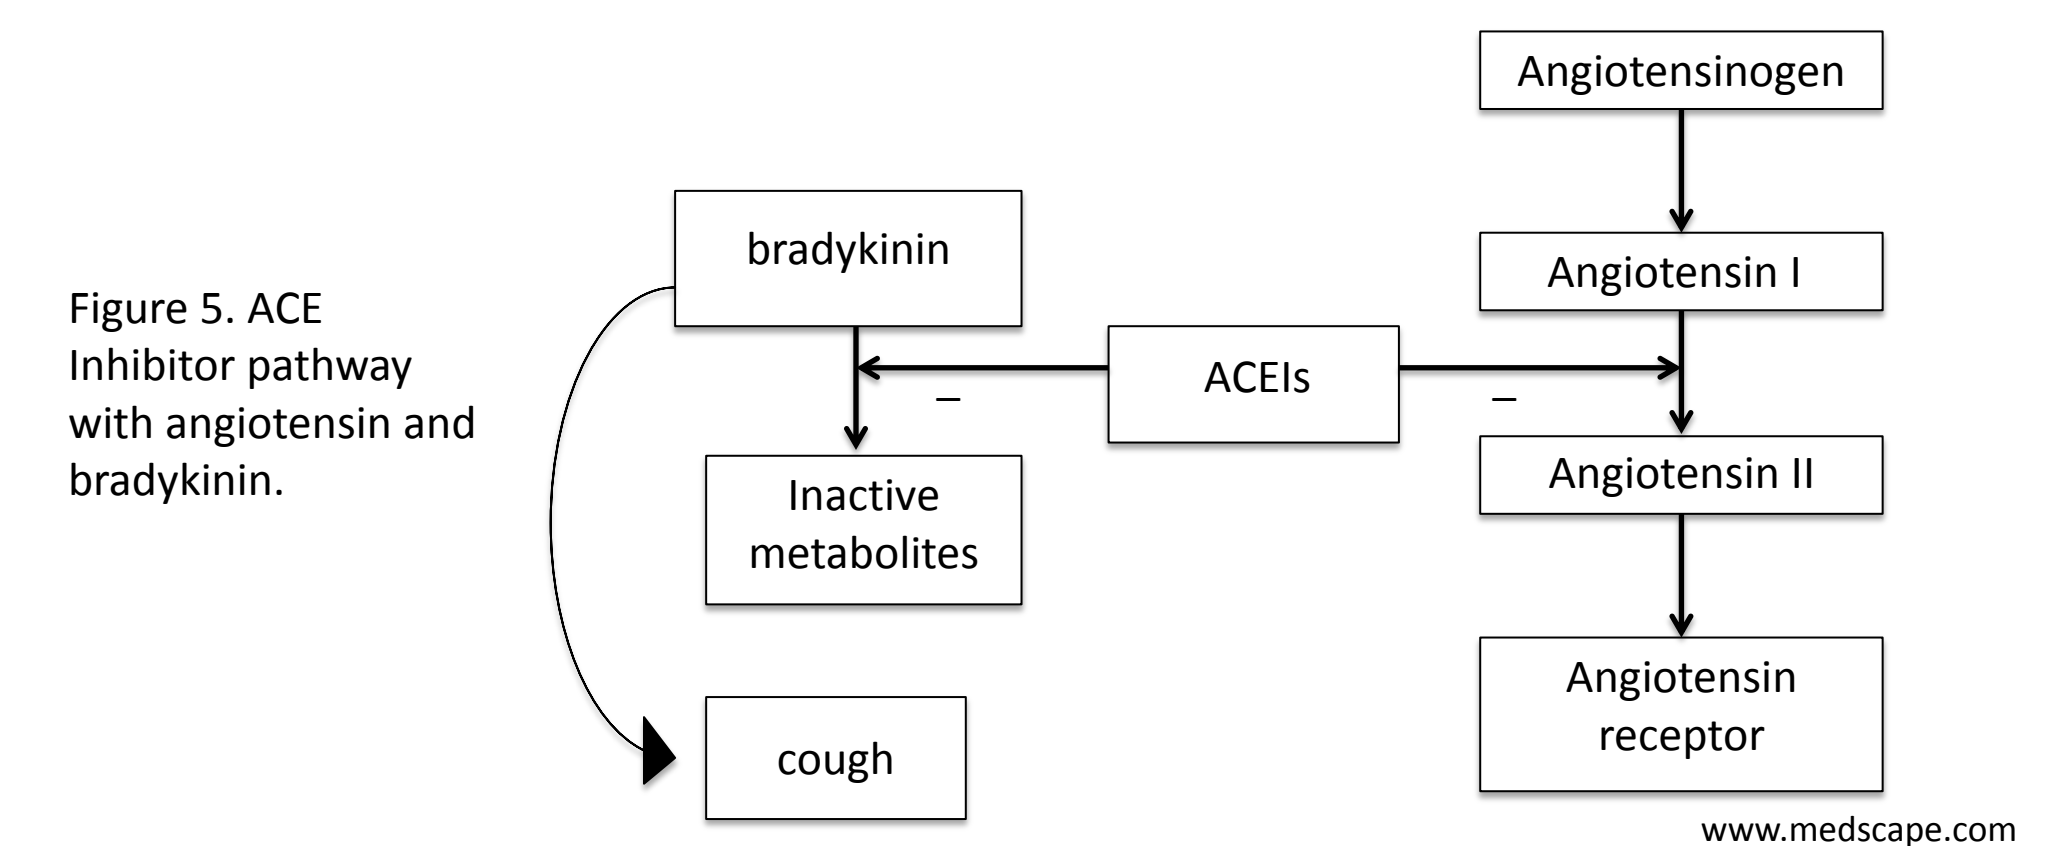 Angiotensinogen
bradykinin
Angiotensin I
Figure 5. ACE
Inhibitor pathway
with angiotensin and
bradykinin.
ACEIs
–
–
Inactive
metabolites
Angiotensin II
cough
Angiotensin
receptor
www.medscape.com